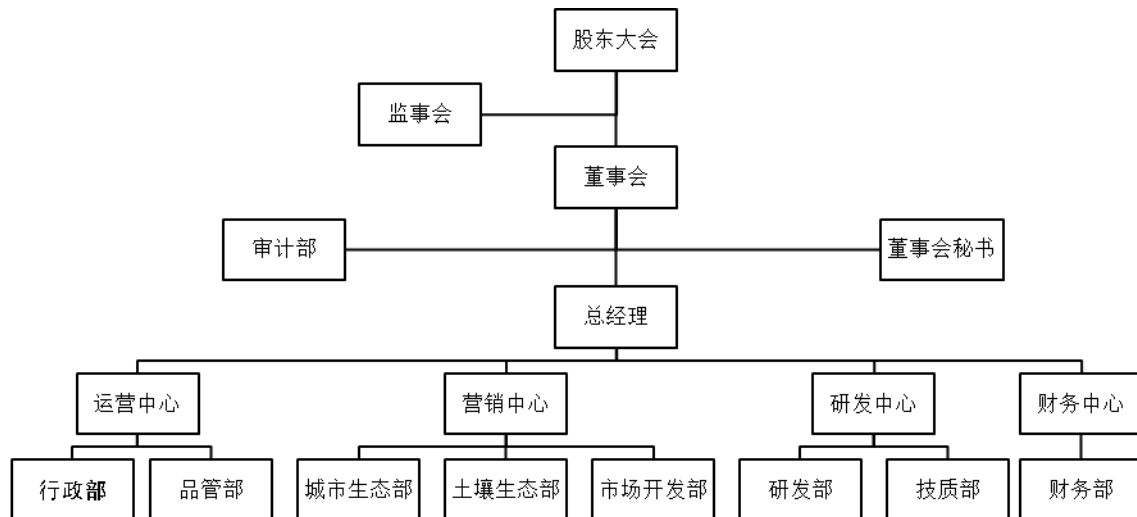 股东大会
监事会
董事会
审计部
董事会秘书
总经理
运营中心
营销中心
研发中心
财务中心
行政部
品管部
城市生态部
土壤生态部
市场开发部
研发部
技质部
财务部